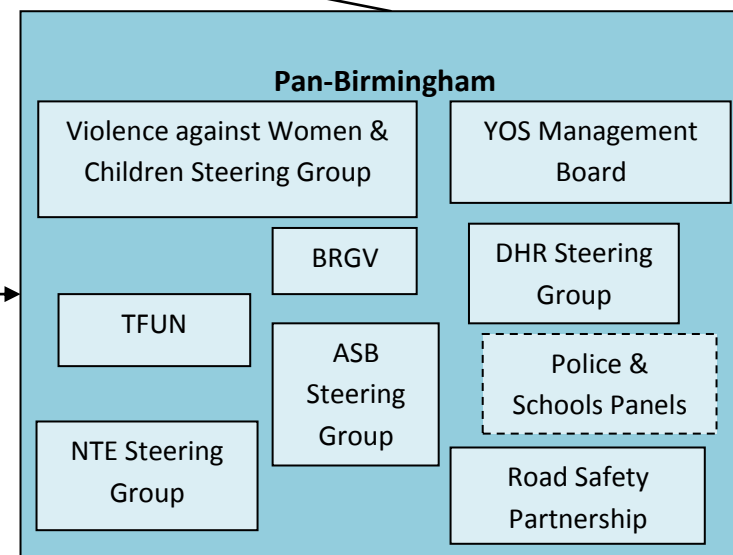 Pan-Birmingham
Violence against Women &
Children Steering Group
YOS Management
Board
BRGV
DHR Steering
Group
TFUN
ASB
Steering
Group
Police &
Schools Panels
NTE Steering
Group
Road Safety
Partnership